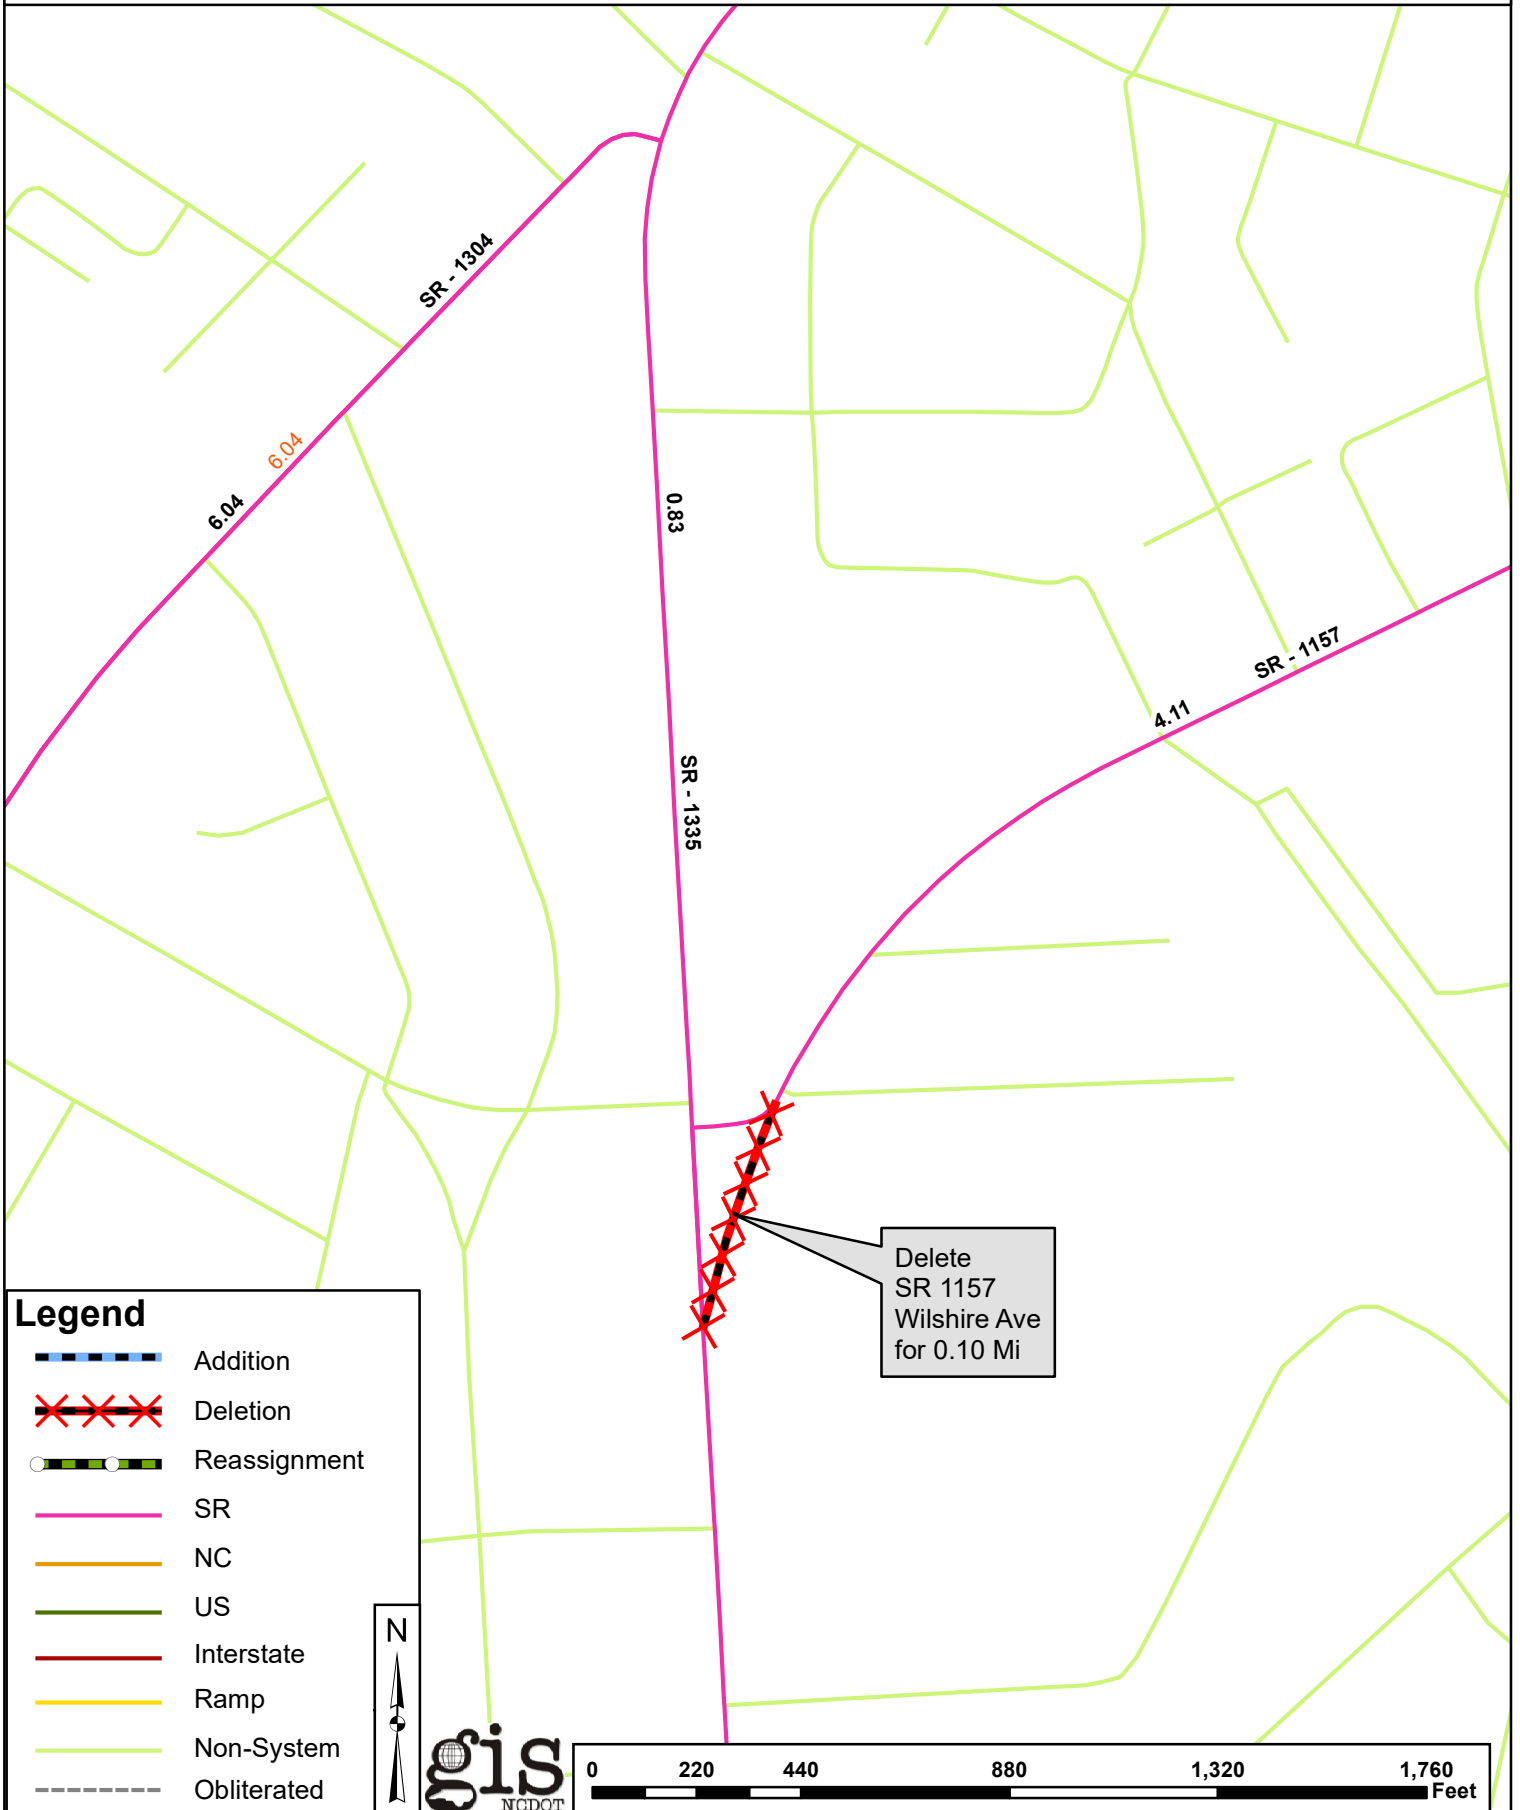 SR - 1304
6.04
6.04
0.83
SR - 1157
4.11
SR - 1335
Delete
SR 1157
Wilshire Ave
for 0.10 Mi
Legend
Addition
Deletion
Reassignment
SR
NC
US
Interstate
Ramp
Non-System
Obliterated
N
gis
NCDOT
0 220 440 880 1,320 1,760
Feet